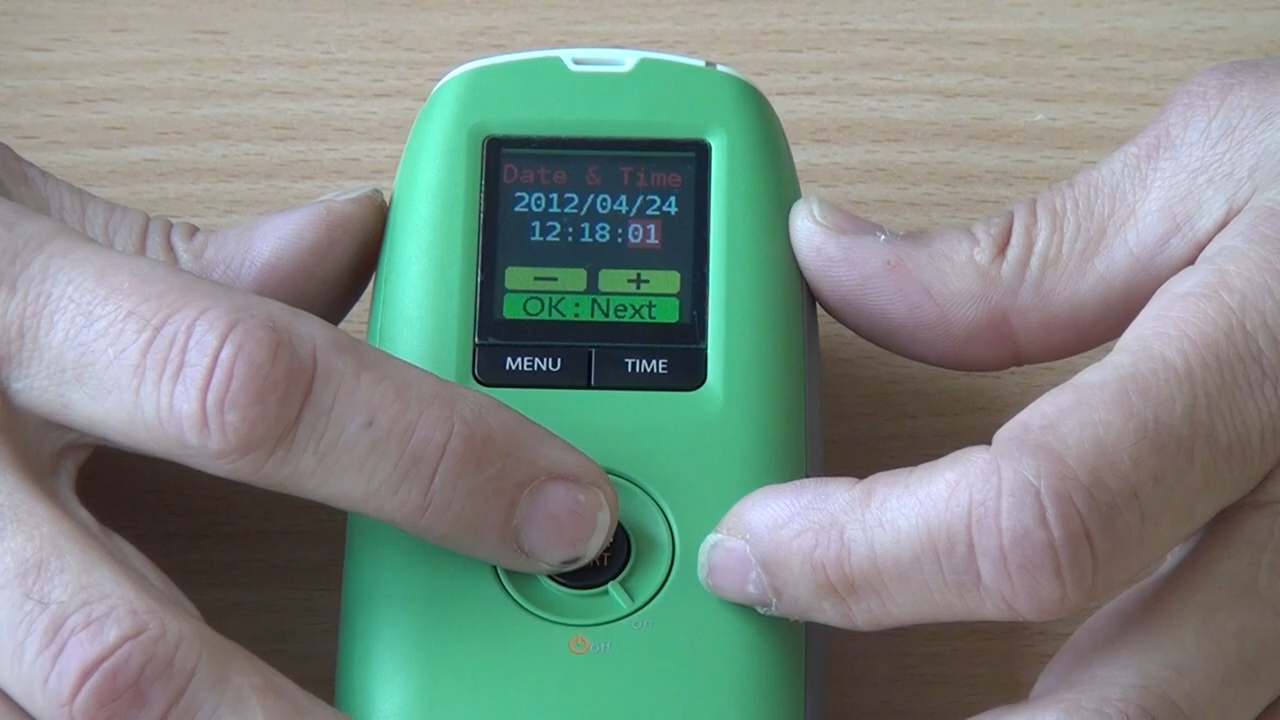 Date & Time
2012/04/24
12:18:01
− +
OK:Next
MENU TIME
on
off